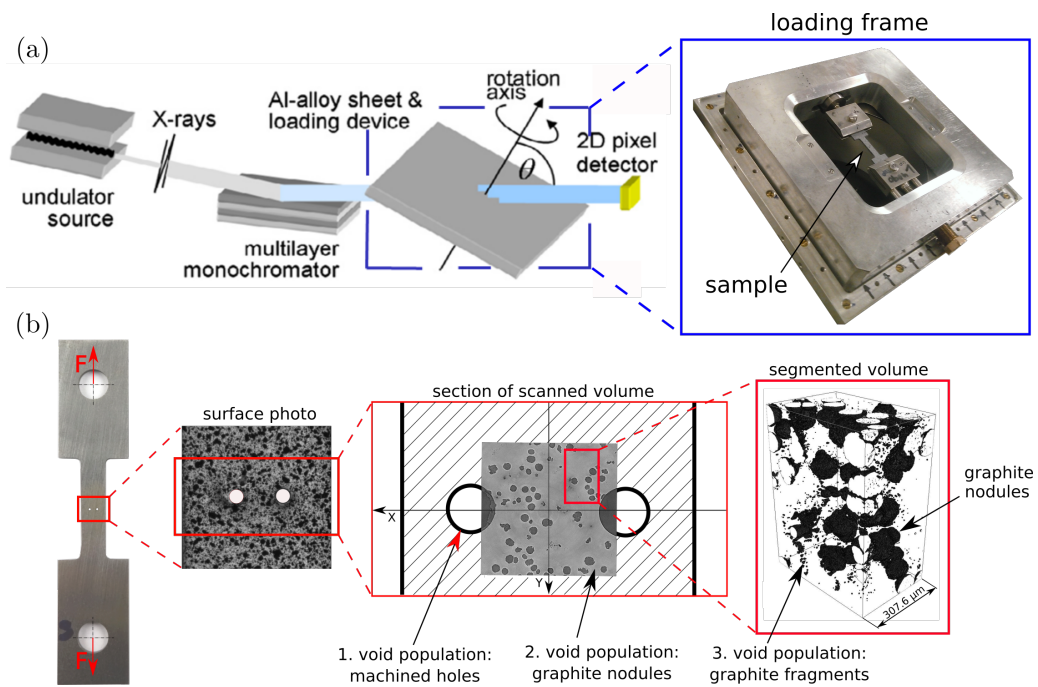 (a)
loading frame
rotation
axis
Al-alloy sheet &
loading device
X-rays
2D pixel
detector
θ
undulator
source
multilayer
monochromator
sample
(b)
F
F
surface photo
section of scanned volume
segmented volume
X
Y
graphite
nodules
307.6 μm
1. void population:
machined holes
2. void population:
graphite nodules
3. void population:
graphite fragments